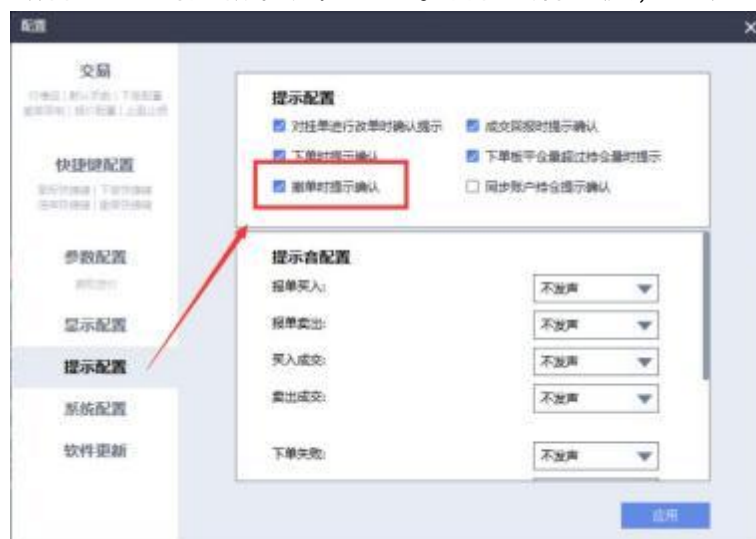 配置
交易
快捷键配置
参数配置
显示配置
提示配置
系统配置
软件更新
提示配置
对挂单进行改单时确认提示
成交回报时提示确认
下单时提示确认
下单板平仓量超过持仓量时提示
撤单时提示确认
同步账户持仓提示确认
提示音配置
报单买入:
不发声
报单卖出:
不发声
买入成交:
不发声
卖出成交:
不发声
下单失败:
不发声
应用